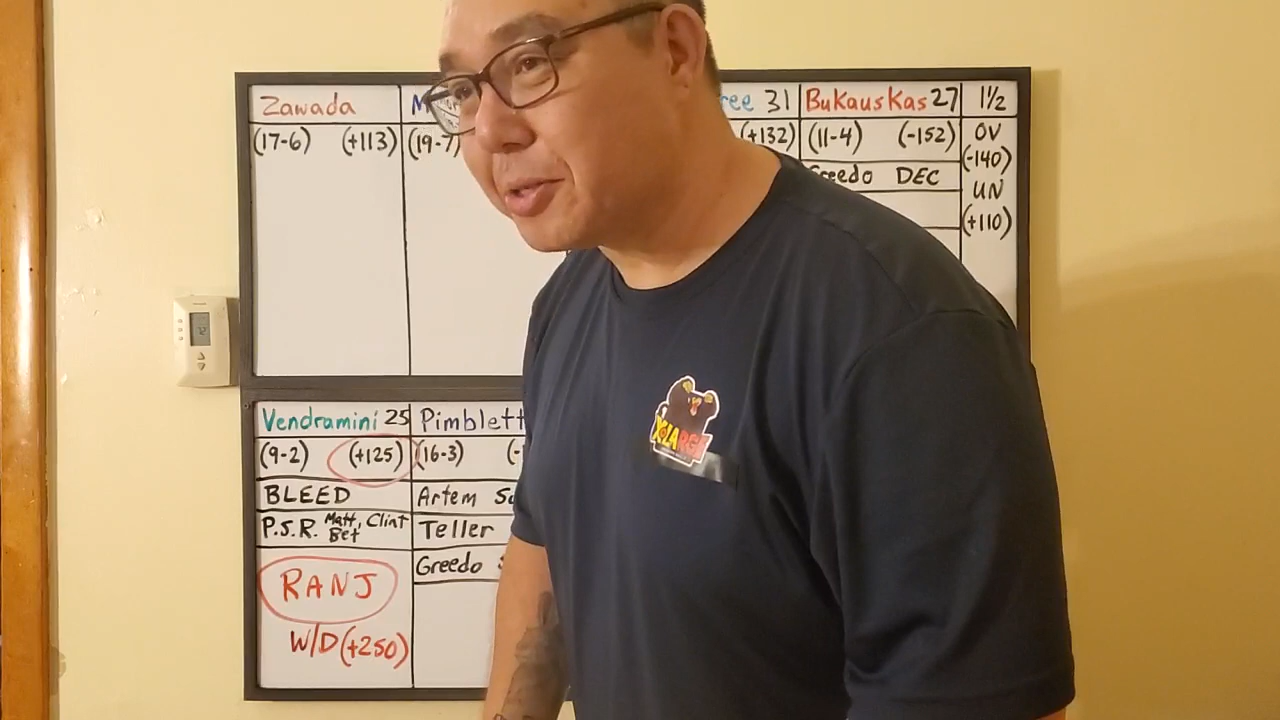 Zawada
(17-6) (+113)
(19-7)
ree 31
(+132)
BuKausKas 27
(11-4) (-152)
Greedo DEC
1½
OV
(-140)
UN
(+110)
Vendramini 25
(9-2) (+125)
BLEED
P.S.R. Matt, Clint
Bet
RANJ
W/D (+250)
Pimblett
(16-3) (-
Artem
Teller
Greedo
X-LARGE